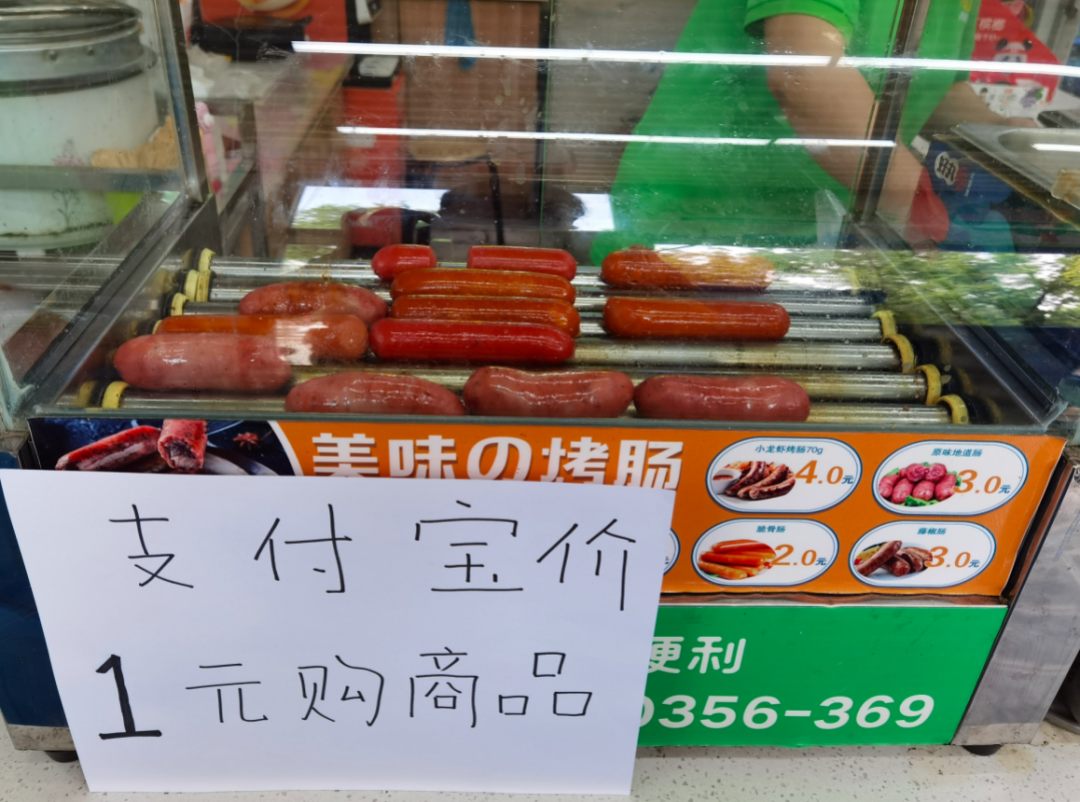 美味の烤肠
小龙虾烤肠70g
4.0元
原味地道肠
3.0元
脆骨肠
2.0元
藤椒肠
3.0元
元
支付宝价
1元购商品
便利
0356-369